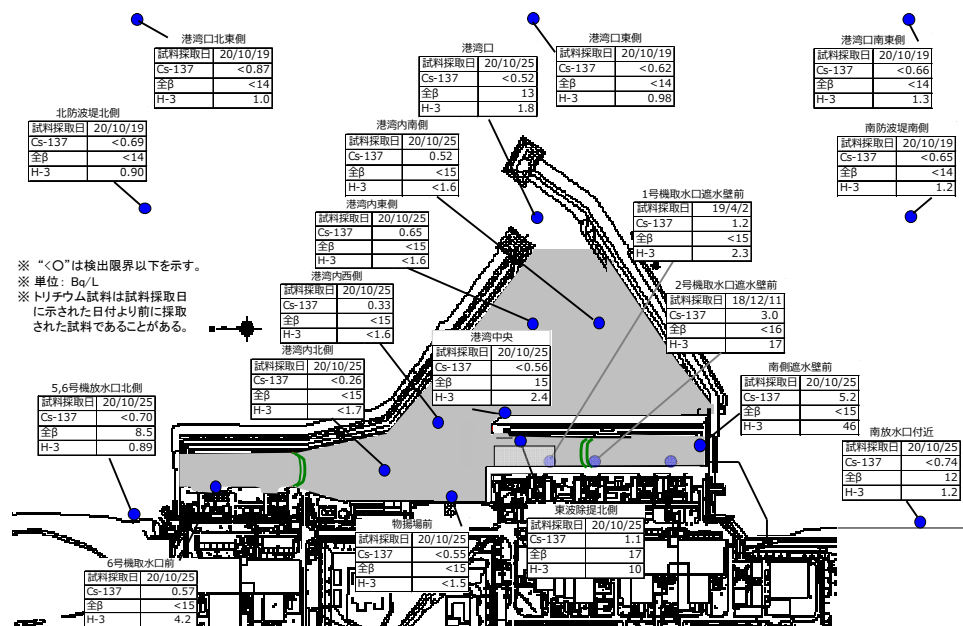 港湾口北東側
試料採取日 20/10/19
Cs-137 <0.87
全β <14
H-3 1.0
港湾口東側
試料採取日 20/10/19
Cs-137 <0.62
全β <14
H-3 0.98
港湾口南東側
試料採取日 20/10/19
Cs-137 <0.66
全β <14
H-3 1.3
港湾口
試料採取日 20/10/25
Cs-137 <0.52
全β 13
H-3 1.8
北防波堤北側
試料採取日 20/10/19
Cs-137 <0.69
全β <14
H-3 0.90
港湾内南側
試料採取日 20/10/25
Cs-137 0.52
全β <15
H-3 <1.6
南防波堤南側
試料採取日 20/10/19
Cs-137 <0.65
全β <14
H-3 1.2
港湾内東側
試料採取日 20/10/25
Cs-137 0.65
全β <15
H-3 <1.6
1号機取水口遮水壁前
試料採取日 19/4/2
Cs-137 1.2
全β <15
H-3 2.3
※ “<〇”は検出限界以下を示す。
※ 単位: Bq/L
※ トリチウム試料は試料採取日
に示された日付より前に採取
された試料であることがある。
港湾内西側
試料採取日 20/10/25
Cs-137 0.33
全β <15
H-3 <1.6
2号機取水口遮水壁前
試料採取日 18/12/11
Cs-137 3.0
全β <16
H-3 17
港湾中央
試料採取日 20/10/25
Cs-137 <0.56
全β 15
H-3 2.4
港湾内北側
試料採取日 20/10/25
Cs-137 <0.26
全β <15
H-3 <1.7
南側遮水壁前
試料採取日 20/10/25
Cs-137 5.2
全β <15
H-3 46
5,6号機放水口北側
試料採取日 20/10/25
Cs-137 <0.70
全β 8.5
H-3 0.89
南放水口付近
試料採取日 20/10/25
Cs-137 <0.74
全β 12
H-3 1.2
物揚場前
試料採取日 20/10/25
Cs-137 <0.55
全β <15
H-3 <1.5
東波除堤北側
試料採取日 20/10/25
Cs-137 1.1
全β 17
H-3 10
6号機取水口前
試料採取日 20/10/25
Cs-137 0.57
全β <15
H-3 4.2